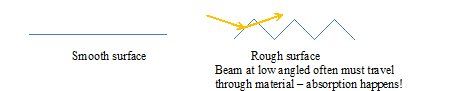 Smooth surface
Rough surface
Beam at low angled often must travel
through material – absorption happens!